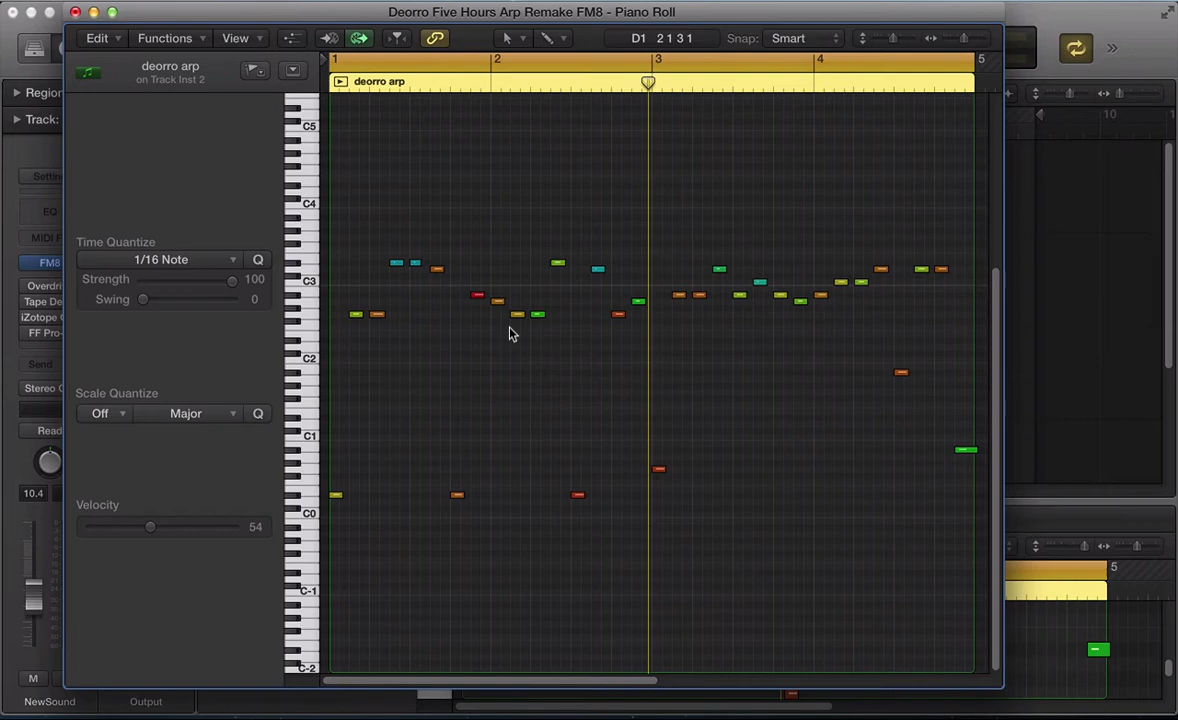 Deorro Five Hours Arp Remake FM8 - Piano Roll
Edit Functions View D1 2 1 3 1 Snap: Smart
deorro arp
on Track Inst 2
1 2 3 4 5
deorro arp
10
Region
Track:
Setting
EQ
MIDI F
FM8
Overdri
Tape De
iZotope
FF Pro-
Send
Stereo O
Read
10.4
M
NewSound
Output
Time Quantize
1/16 Note Q
Strength 100
Swing 0
Scale Quantize
Off Major Q
Velocity
54
C5
C4
C3
C2
C1
C0
C-1
C-2
5